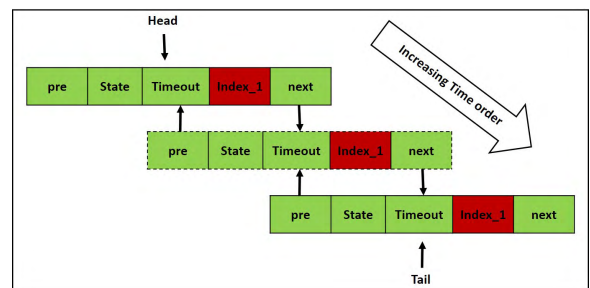 Head
pre State Timeout Index_1 next
Increasing Time order
pre State Timeout Index_1 next
pre State Timeout Index_1 next
Tail